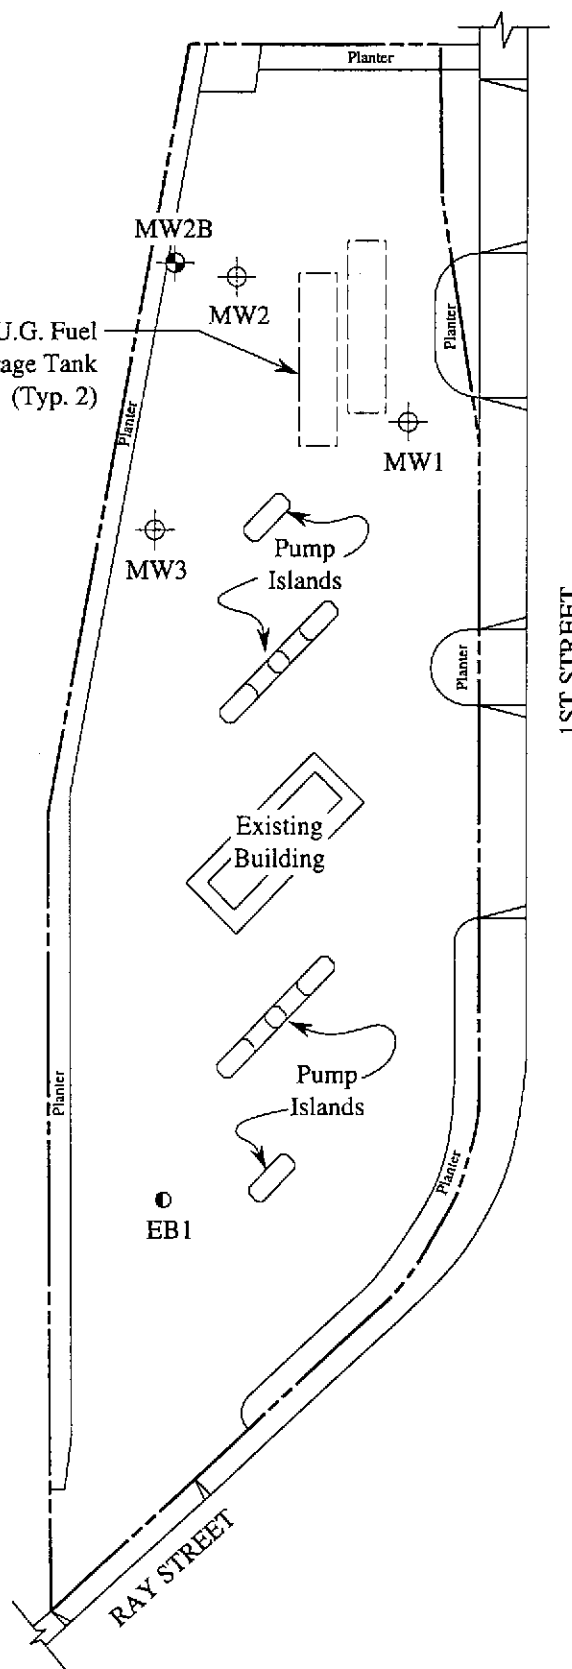 Planter
MW2B
MW2
U.G. Fuel
rage Tank
(Typ. 2)
Planter
Planter
MW1
MW3
Pump
Islands
Planter
1ST STREET
Existing
Building
Pump
Islands
Planter
Planter
EB1
RAY STREET